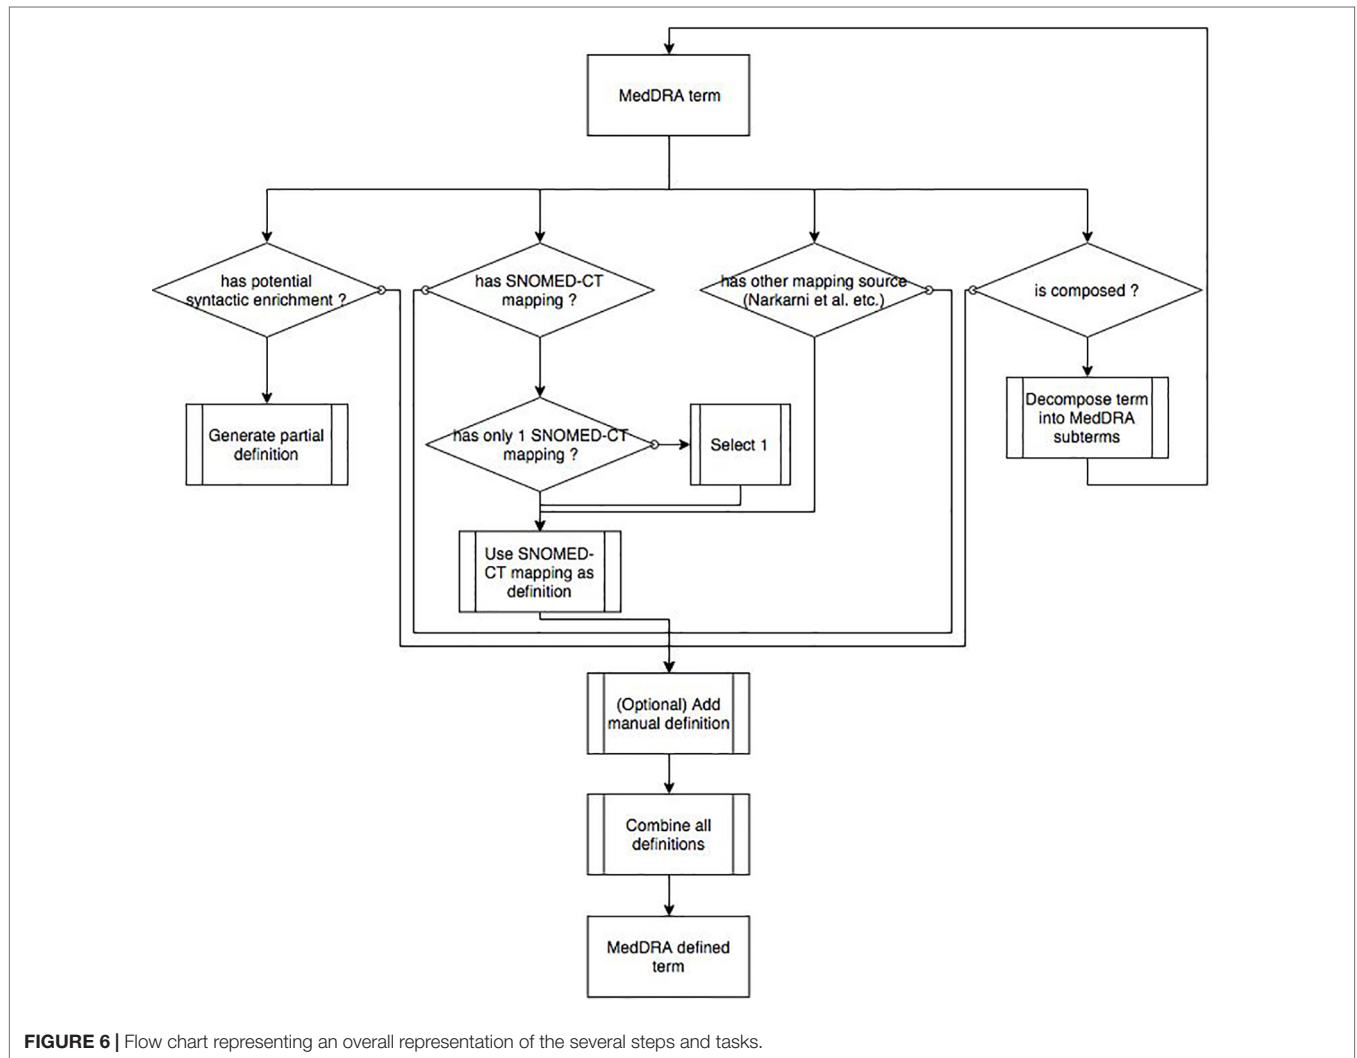 MedDRA term
has potential
syntactic enrichment ?
has SNOMED-CT
mapping ?
has other mapping source
(Narkarni et al. etc.)
is composed ?
Decompose term
into MedDRA
subterms
Generate partial
definition
has only 1 SNOMED-CT
mapping ?
Select 1
Use SNOMED-
CT mapping as
definition
(Optional) Add
manual definition
Combine all
definitions
MedDRA defined
term
FIGURE 6 | Flow chart representing an overall representation of the several steps and tasks.